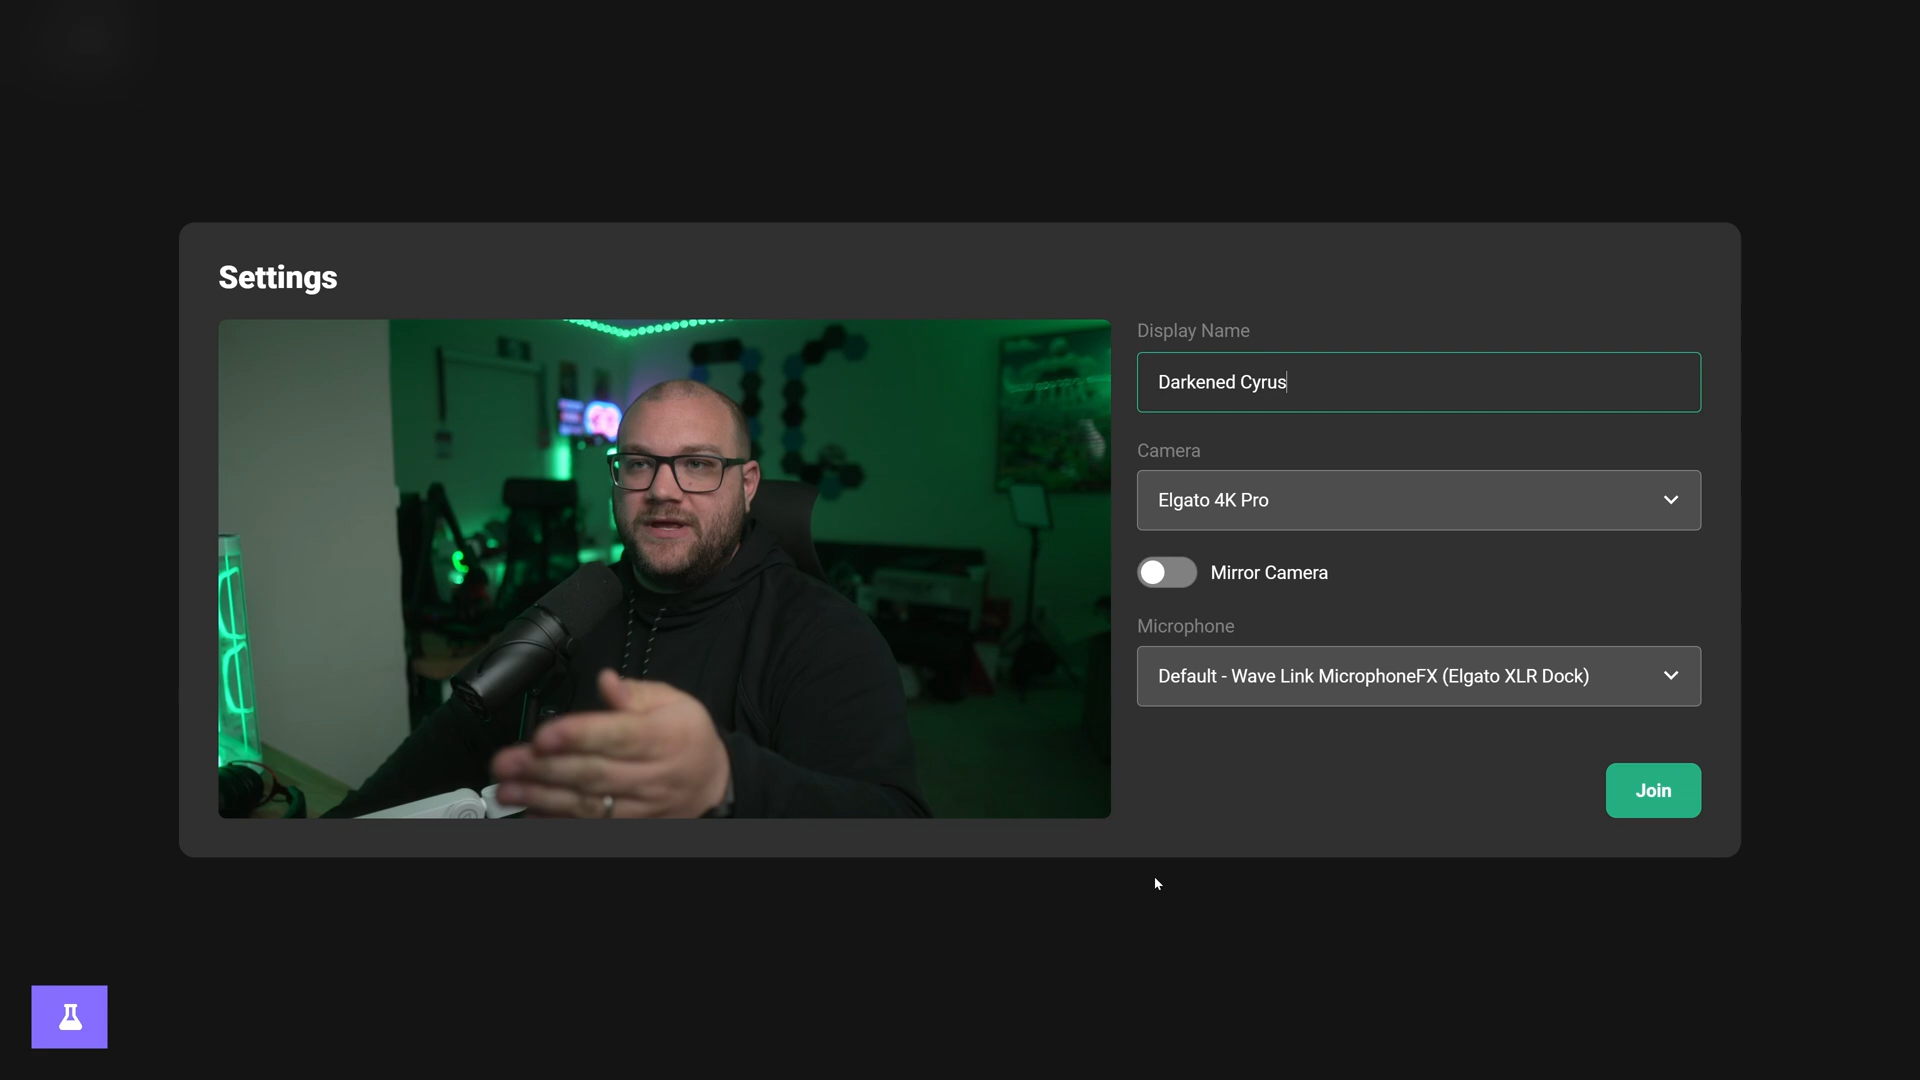 Settings
Display Name
Darkened Cyrus
Camera
Elgato 4K Pro
Mirror Camera
Microphone
Default - Wave Link MicrophoneFX (Elgato XLR Dock)
Join